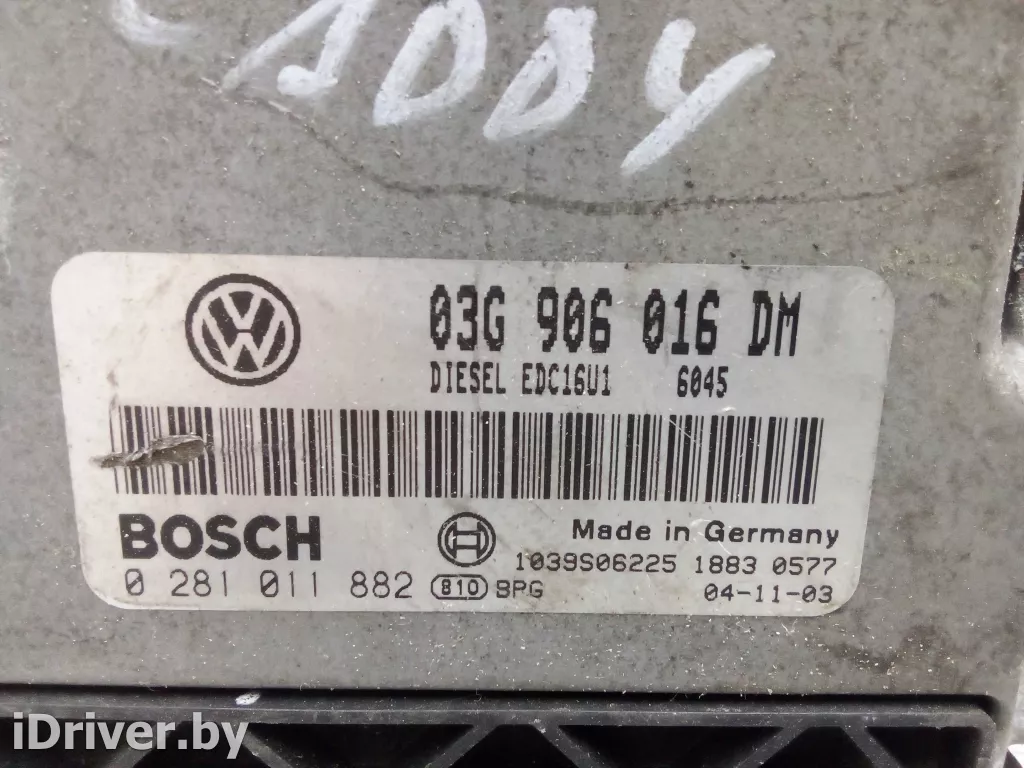 CADDY
03G 906 016 DM
DIESEL EDC16U1 6045
BOSCH
Made in Germany
1039S06225 1883 0577
0 281 011 882 810 BPG 04-11-03
iDriver.by